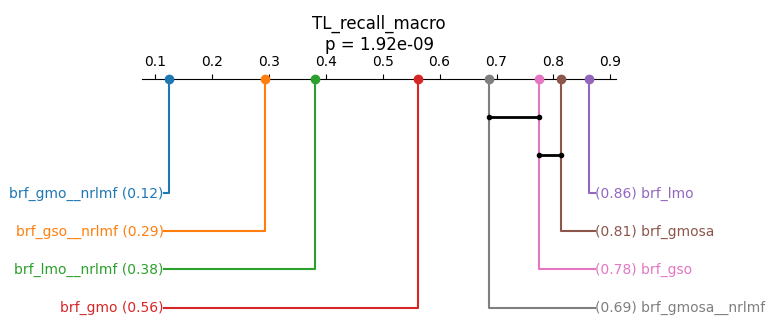 TL_recall_macro
p = 1.92e-09
0.1 0.2 0.3 0.4 0.5 0.6 0.7 0.8 0.9
brf_gmo__nrlmf (0.12) (0.86) brf_lmo
brf_gso__nrlmf (0.29) (0.81) brf_gmosa
brf_lmo__nrlmf (0.38) (0.78) brf_gso
brf_gmo (0.56) (0.69) brf_gmosa__nrlmf